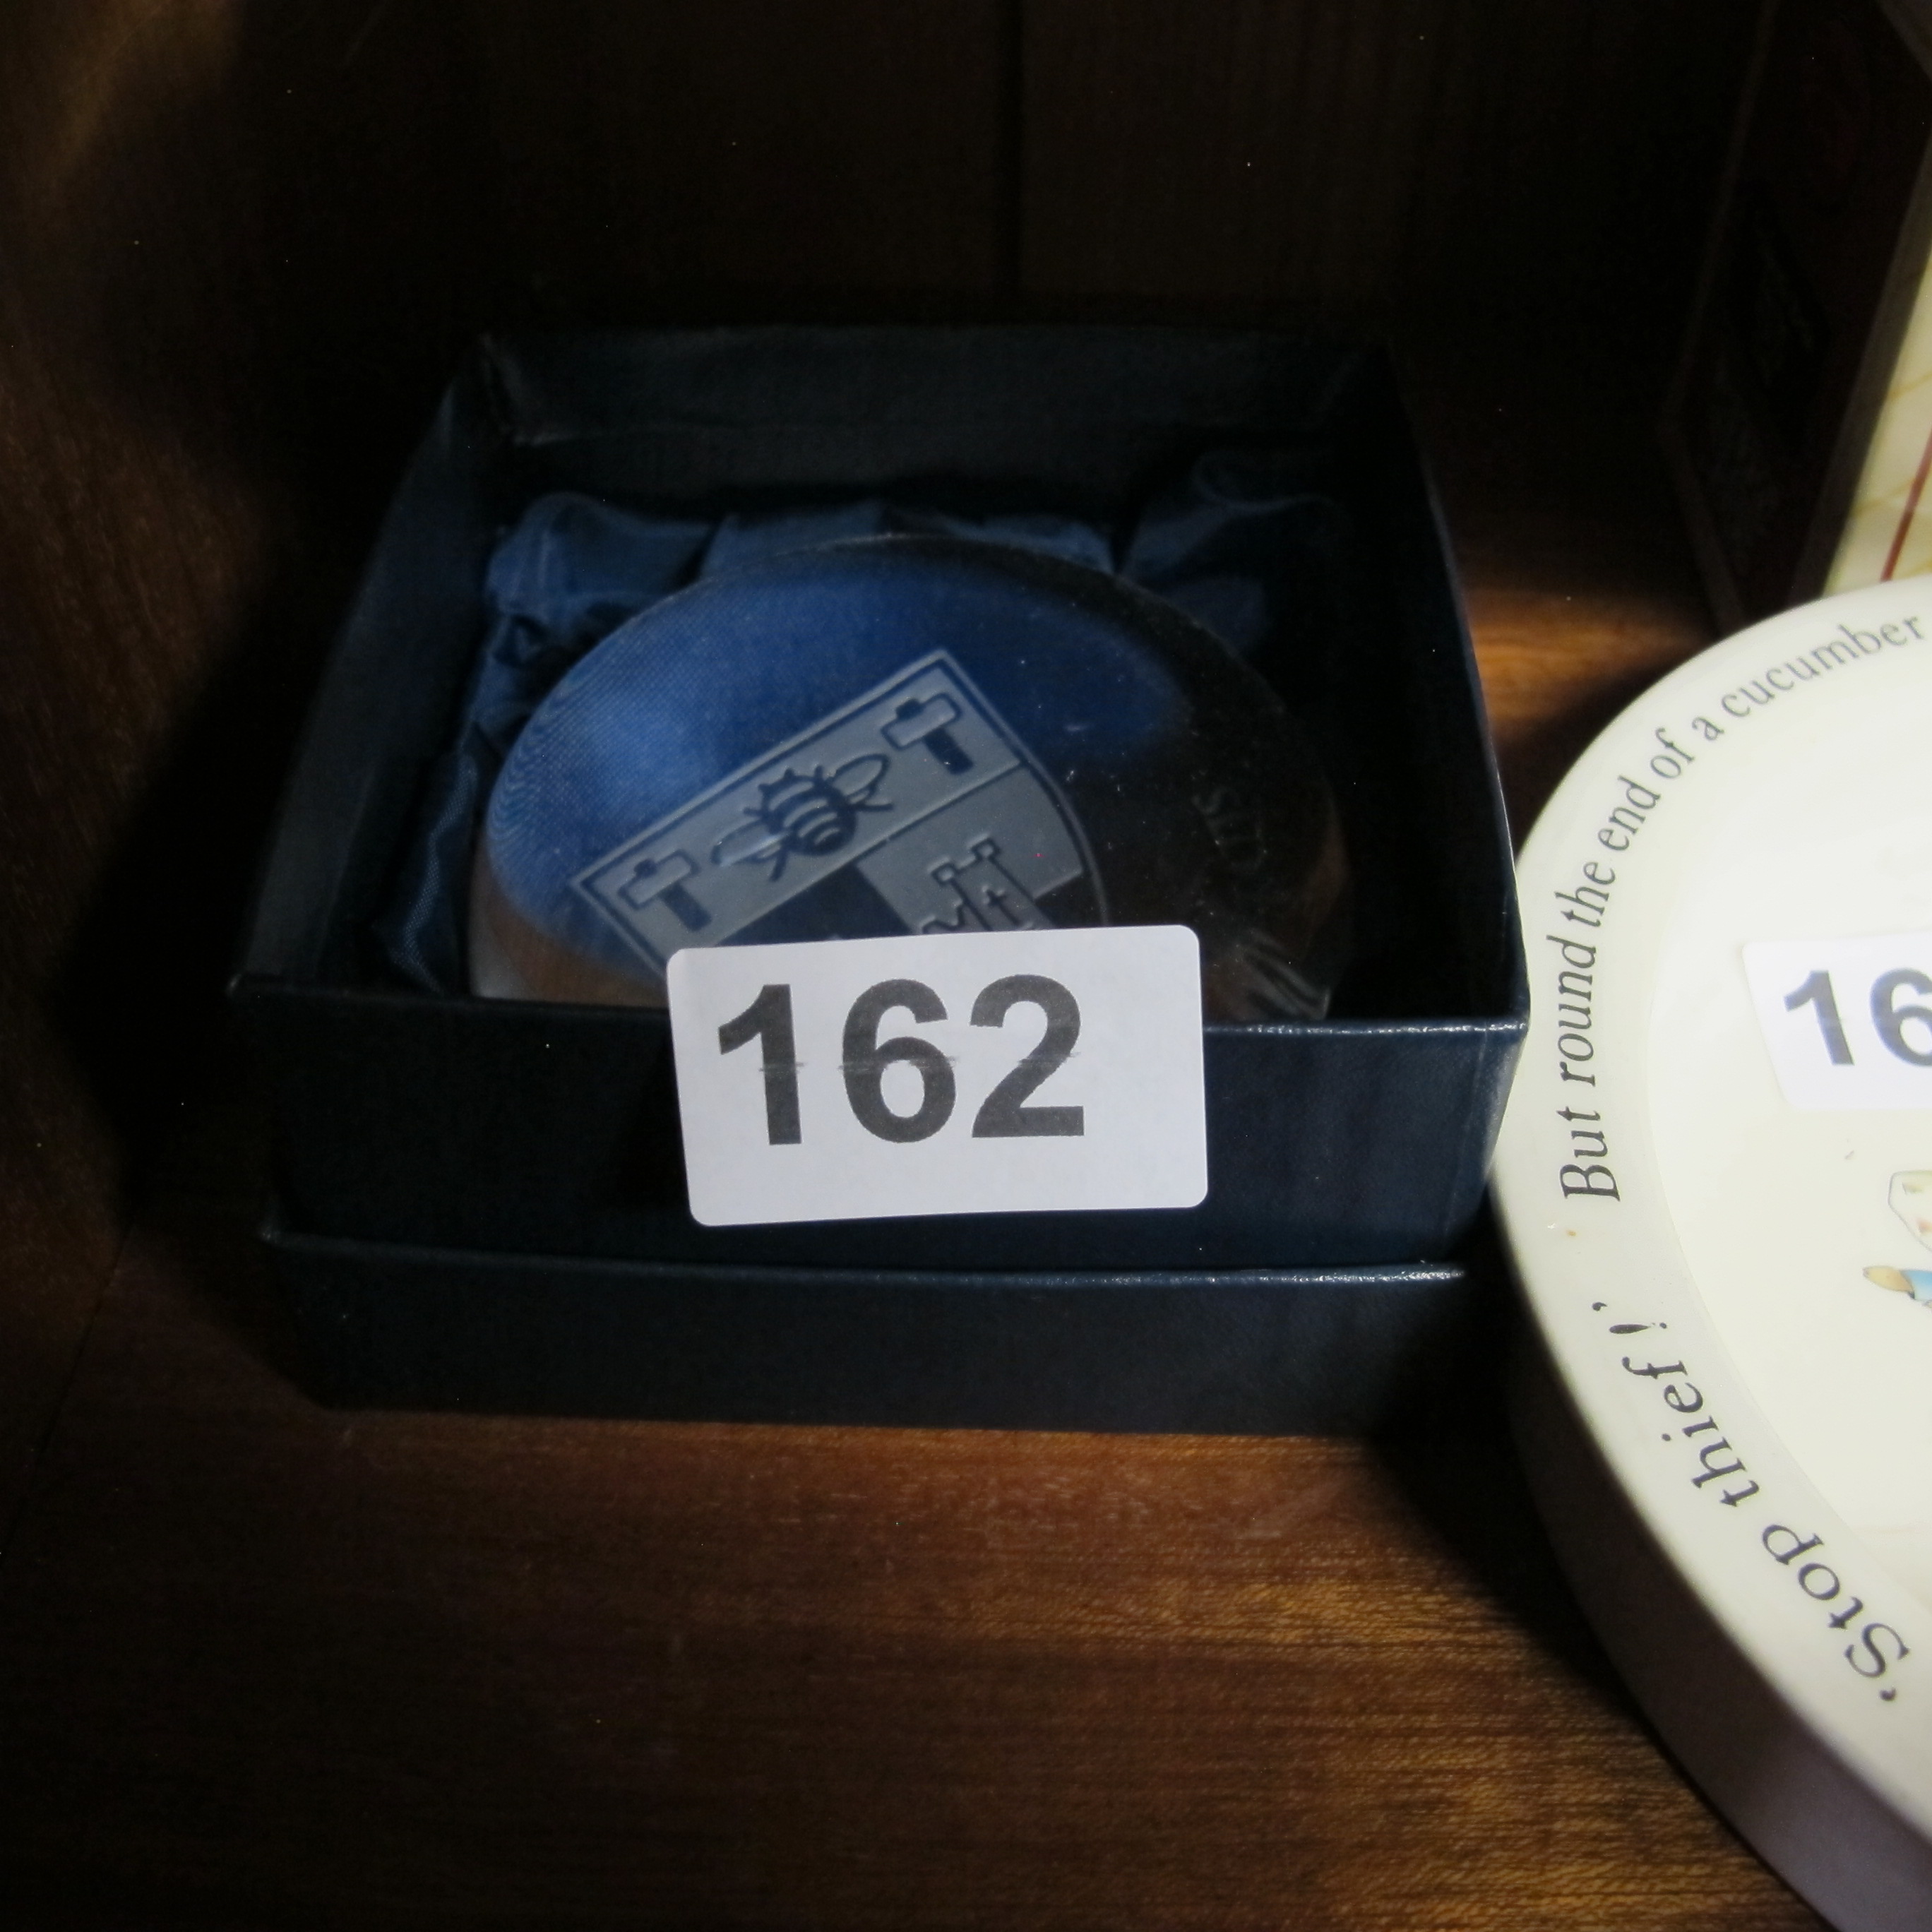 162
'Stop thief!' But round the end of a cucumber
16